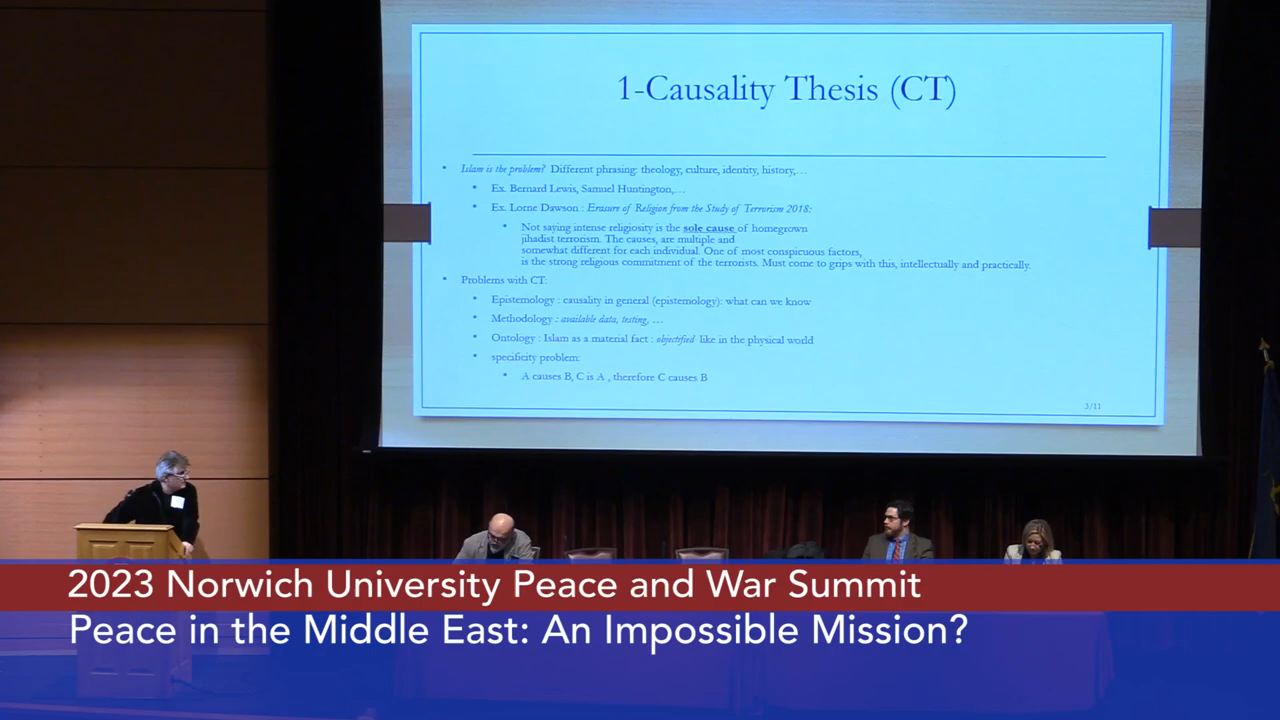 1-Causality Thesis (CT)
• Islam is the problem? Different phrasing: theology, culture, identity, history,…
• Ex. Bernard Lewis, Samuel Huntington,…
• Ex. Lorne Dawson : Erasure of Religion from the Study of Terrorism 2018:
• Not saying intense religiosity is the sole cause of homegrown
jihadist terrorism. The causes, are multiple and
somewhat different for each individual. One of most conspicuous factors,
is the strong religious commitment of the terrorists. Must come to grips with this, intellectually and practically.
• Problems with CT:
• Epistemology : causality in general (epistemology): what can we know
• Methodology : available data, testing, …
• Ontology : Islam as a material fact : objectified like in the physical world
• specificity problem:
• A causes B, C is A , therefore C causes B
3/11
2023 Norwich University Peace and War Summit
Peace in the Middle East: An Impossible Mission?